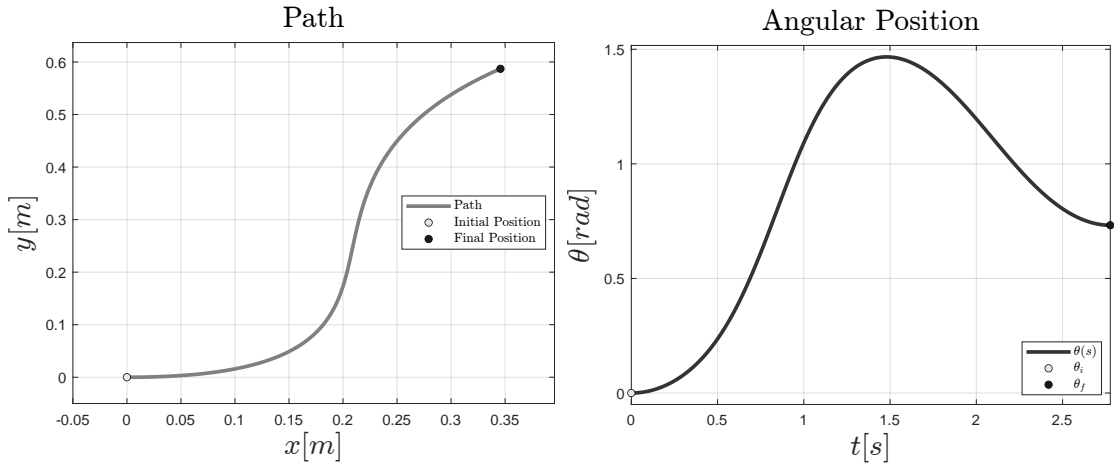 Path
0.6
0.5
0.4
0.3
0.2
0.1
0
y[m]
-0.05
0
0.05
0.1
0.15
0.2
0.25
0.3
0.35
x[m]
Path
Initial Position
Final Position
Angular Position
1.5
1
0.5
0
θ[rad]
0
0.5
1
1.5
2
2.5
t[s]
θ(s)
θ_i
θ_f